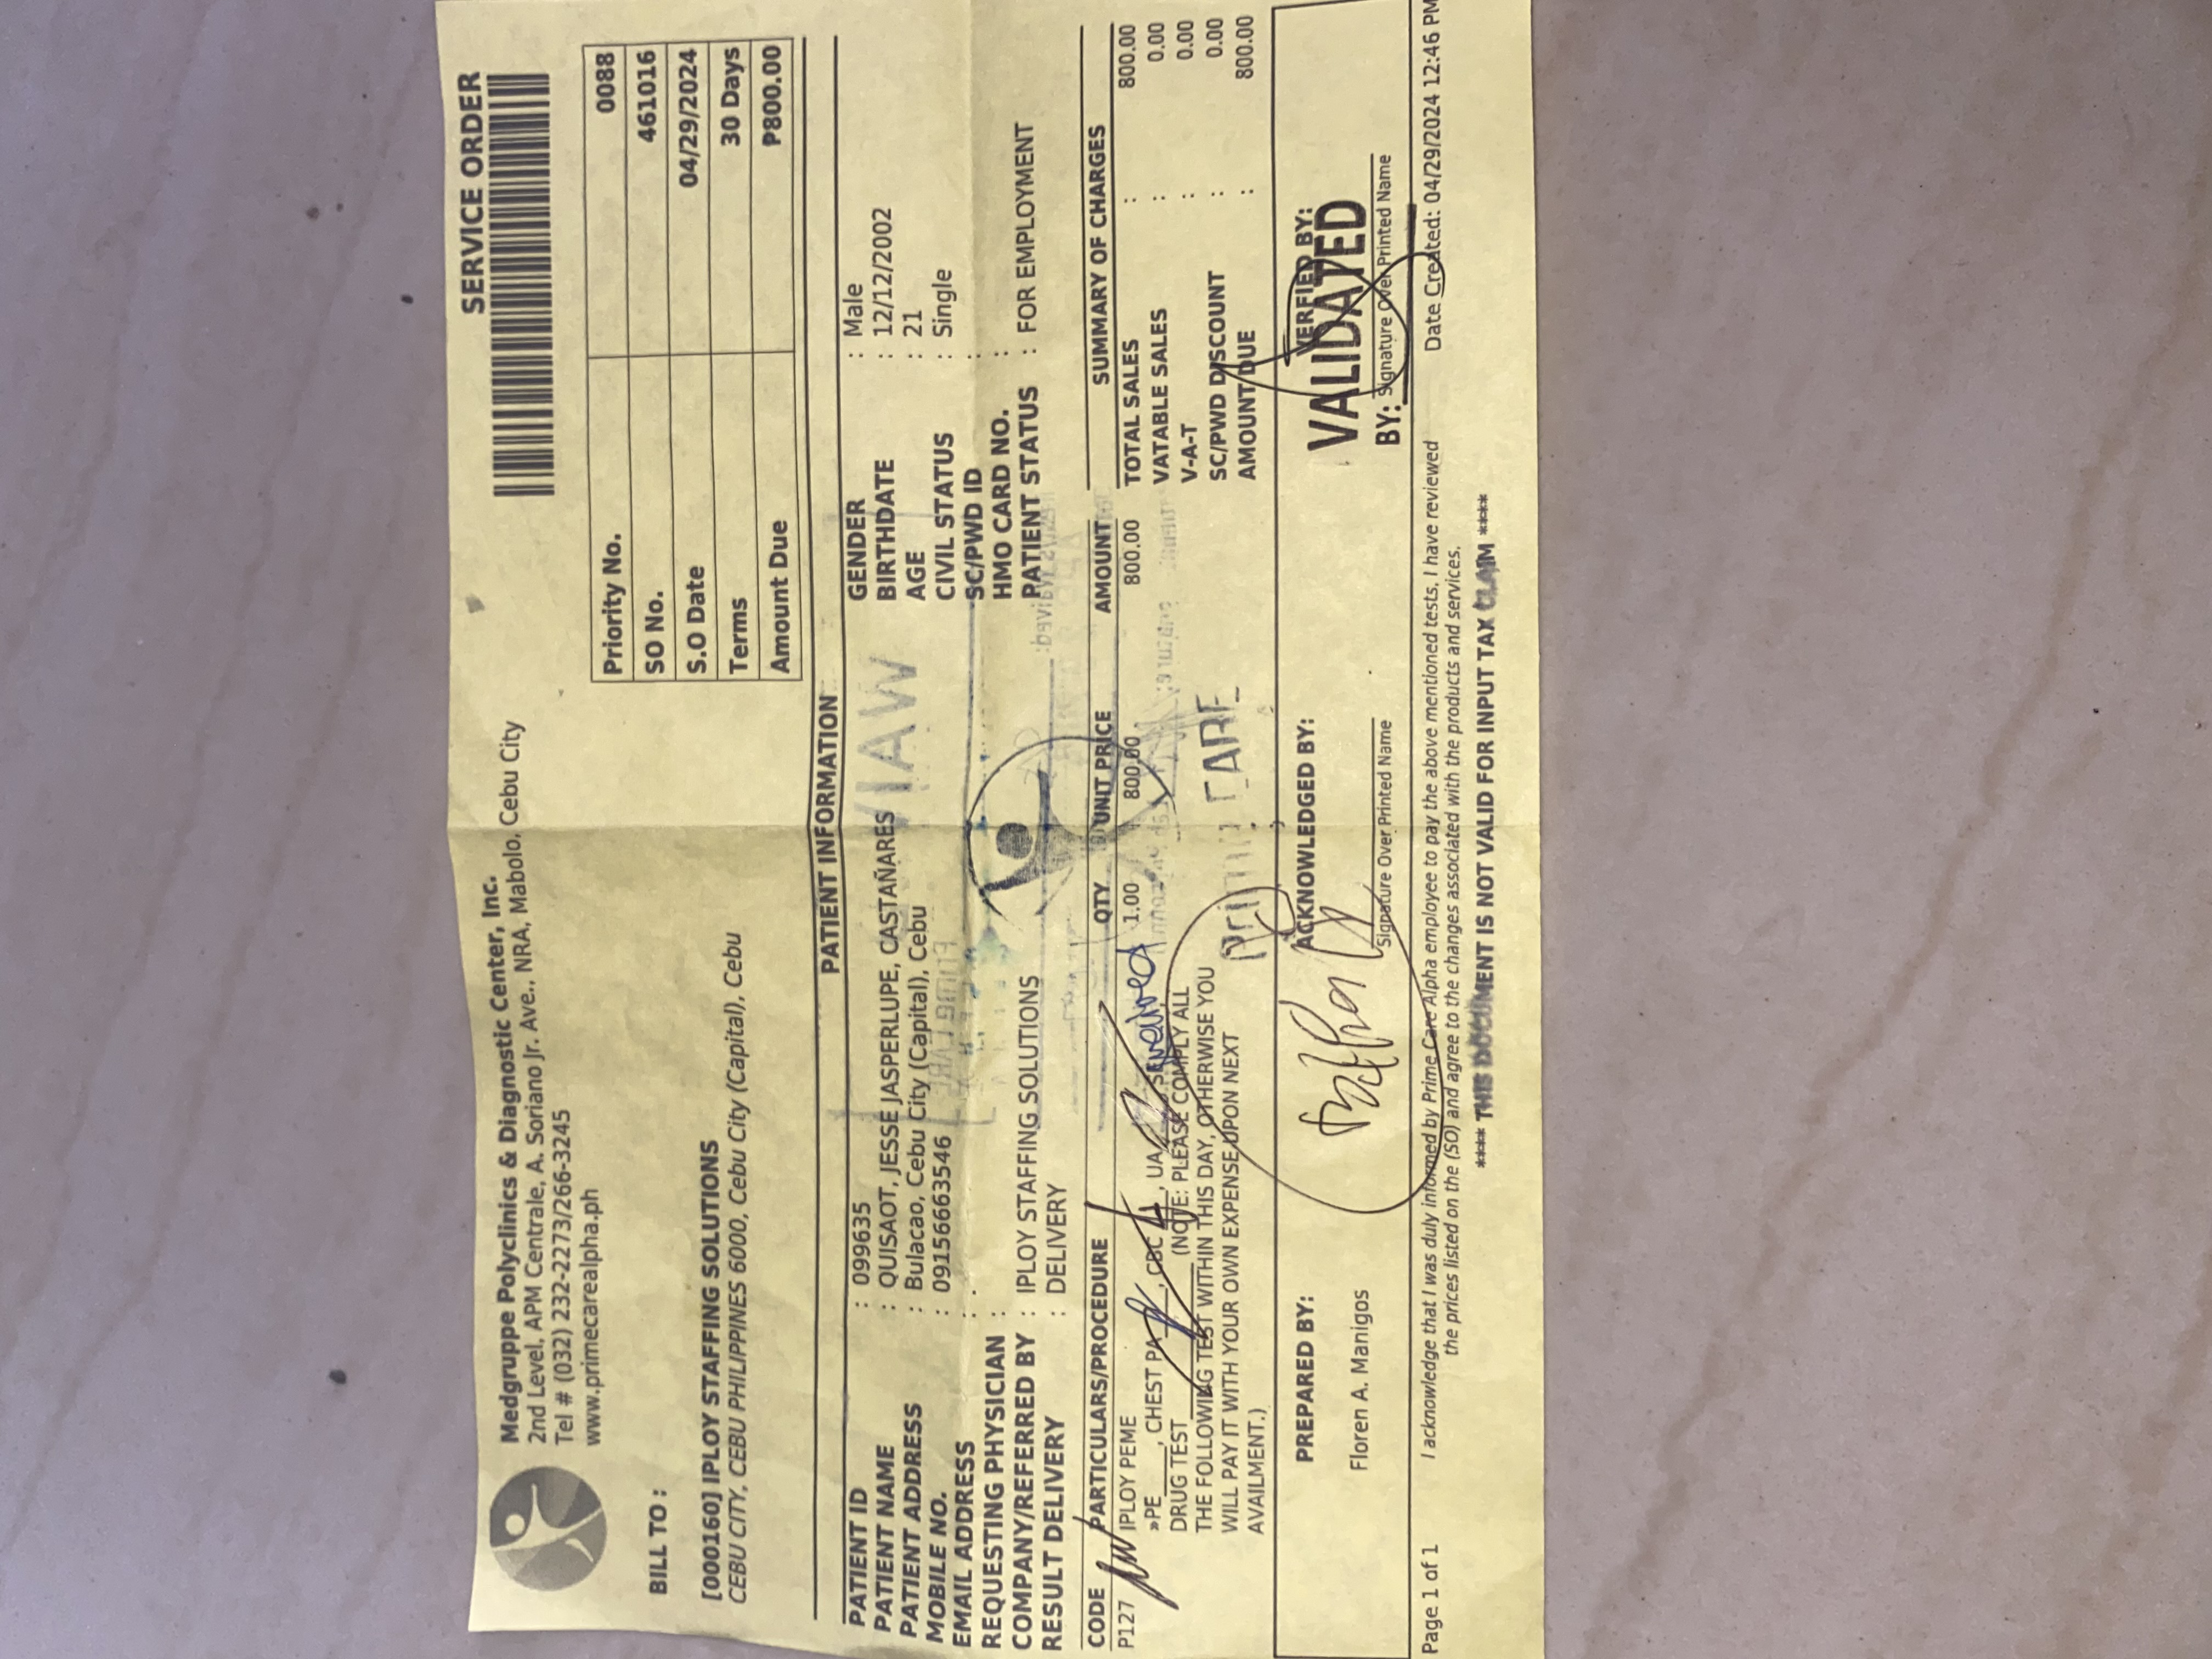 SERVICE ORDER
Medgruppe Polyclinics & Diagnostic Center, Inc.
2nd Level, APM Centrale, A. Soriano Jr. Ave., NRA, Mabolo, Cebu City
Tel # (032) 232-2273/266-3245
www.primecarealpha.ph
Priority No. 0088
SO No. 461016
S.O Date 04/29/2024
Terms 30 Days
Amount Due ₱800.00
BILL TO :
[000160] IPLOY STAFFING SOLUTIONS
CEBU CITY, CEBU PHILIPPINES 6000, Cebu City (Capital), Cebu
PATIENT INFORMATION
PATIENT ID : 099635 GENDER : Male
PATIENT NAME : QUISAOT, JESSE JASPERLUPE, CASTAÑARES BIRTHDATE : 12/12/2002
PATIENT ADDRESS : Bulacao, Cebu City (Capital), Cebu AGE : 21
MOBILE NO. : 09156663546 CIVIL STATUS : Single
EMAIL ADDRESS : . SC/PWD ID :
REQUESTING PHYSICIAN : HMO CARD NO. :
COMPANY/REFERRED BY : IPLOY STAFFING SOLUTIONS PATIENT STATUS : FOR EMPLOYMENT
RESULT DELIVERY : DELIVERY
CODE PARTICULARS/PROCEDURE QTY UNIT PRICE AMOUNT SUMMARY OF CHARGES
P127 IPLOY PEME 1.00 800.00 800.00 TOTAL SALES : 800.00
»PE____, CHEST PA____, CBC____, UA____ VATABLE SALES : 0.00
DRUG TEST________(NOTE: PLEASE COMPLY ALL V-A-T : 0.00
THE FOLLOWING TEST WITHIN THIS DAY, OTHERWISE YOU SC/PWD DISCOUNT : 0.00
WILL PAY IT WITH YOUR OWN EXPENSE UPON NEXT AMOUNT DUE : 800.00
AVAILMENT.)
PREPARED BY: ACKNOWLEDGED BY: VERFIED BY:
VALIDATED
Floren A. Manigos
BY:
Signature Over Printed Name Signature Over Printed Name
Page 1 of 1 I acknowledge that I was duly informed by Prime Care Alpha employee to pay the above mentioned tests. I have reviewed Date Created: 04/29/2024 12:46 PM
the prices listed on the (SO) and agree to the changes associated with the products and services.
*** THIS DOCUMENT IS NOT VALID FOR INPUT TAX CLAIM ***